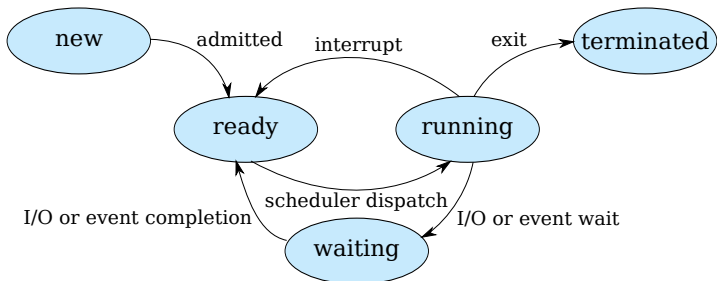 new
admitted
interrupt
exit
terminated
ready
running
scheduler dispatch
I/O or event completion
I/O or event wait
waiting